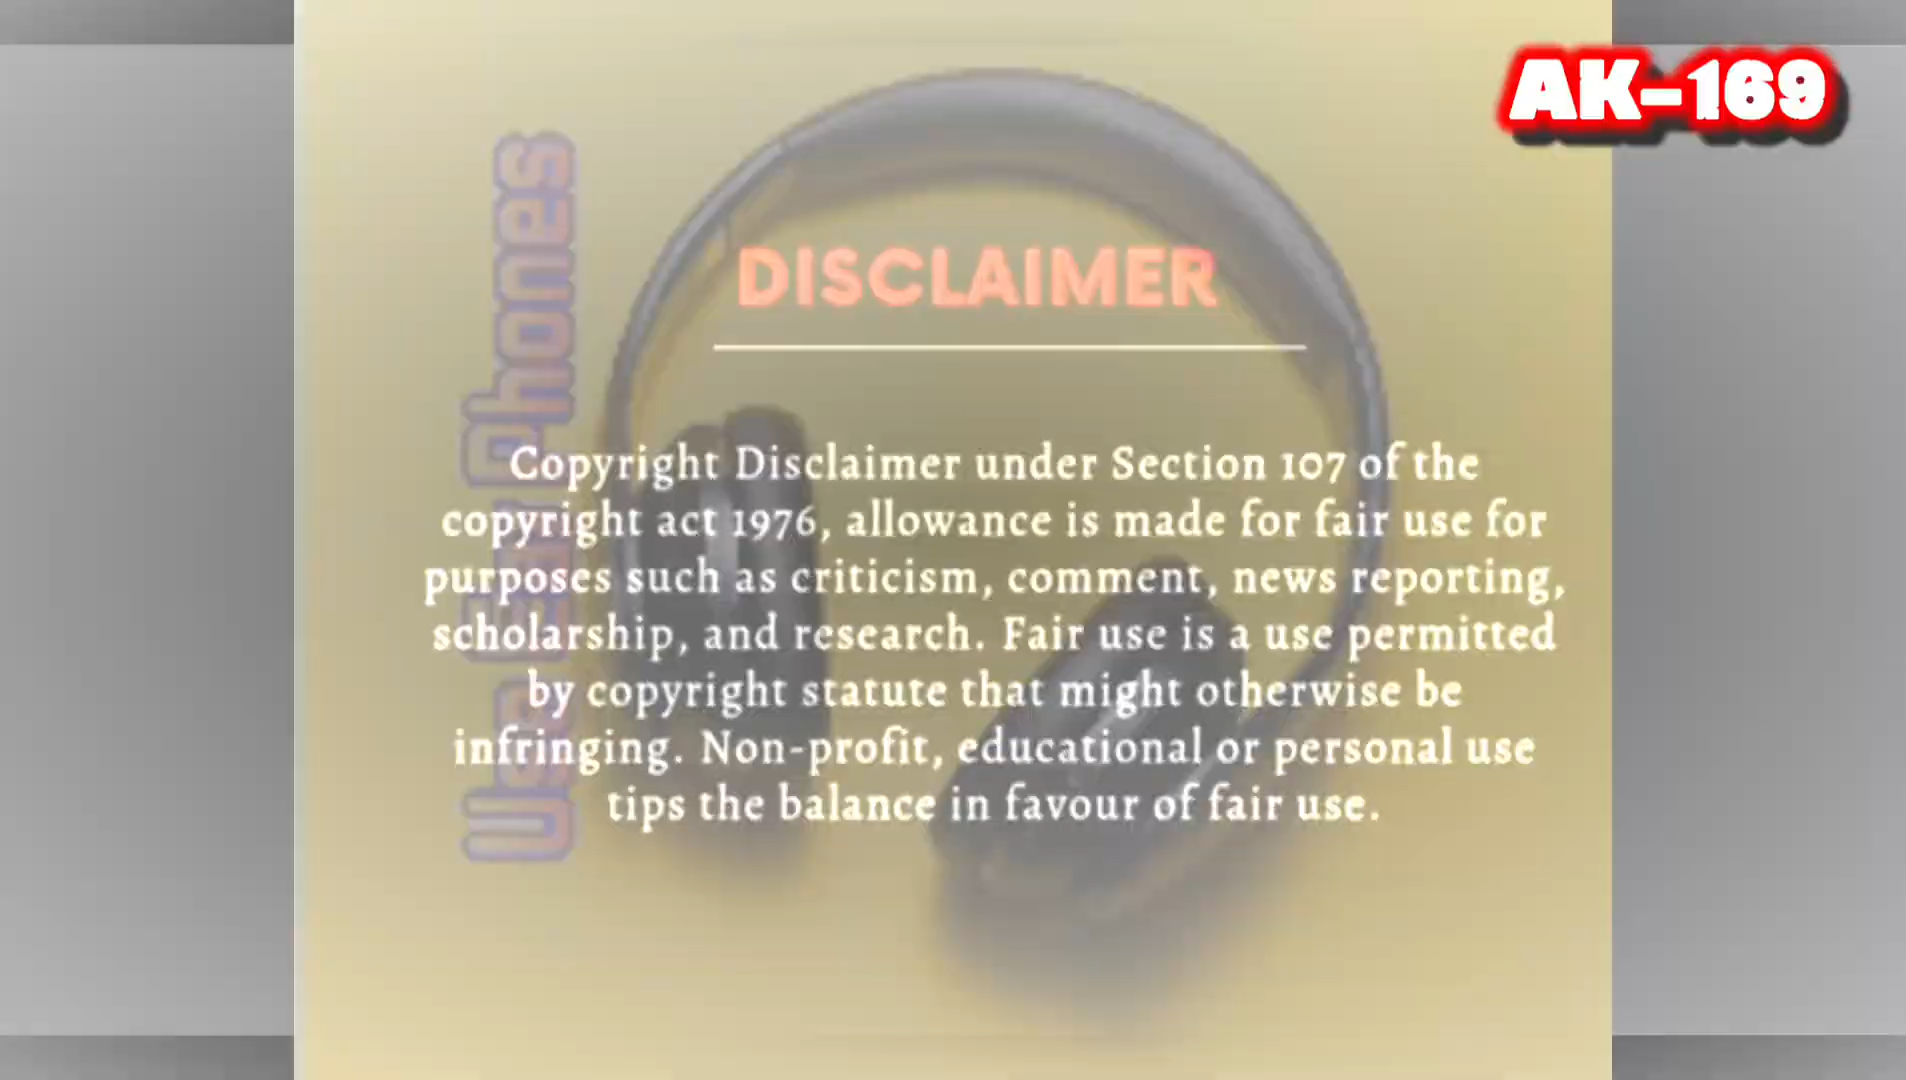 AK-169
DISCLAIMER
Copyright Disclaimer under Section 107 of the
copyright act 1976, allowance is made for fair use for
purposes such as criticism, comment, news reporting,
scholarship, and research. Fair use is a use permitted
by copyright statute that might otherwise be
infringing. Non-profit, educational or personal use
tips the balance in favour of fair use.
Use Ear Phones